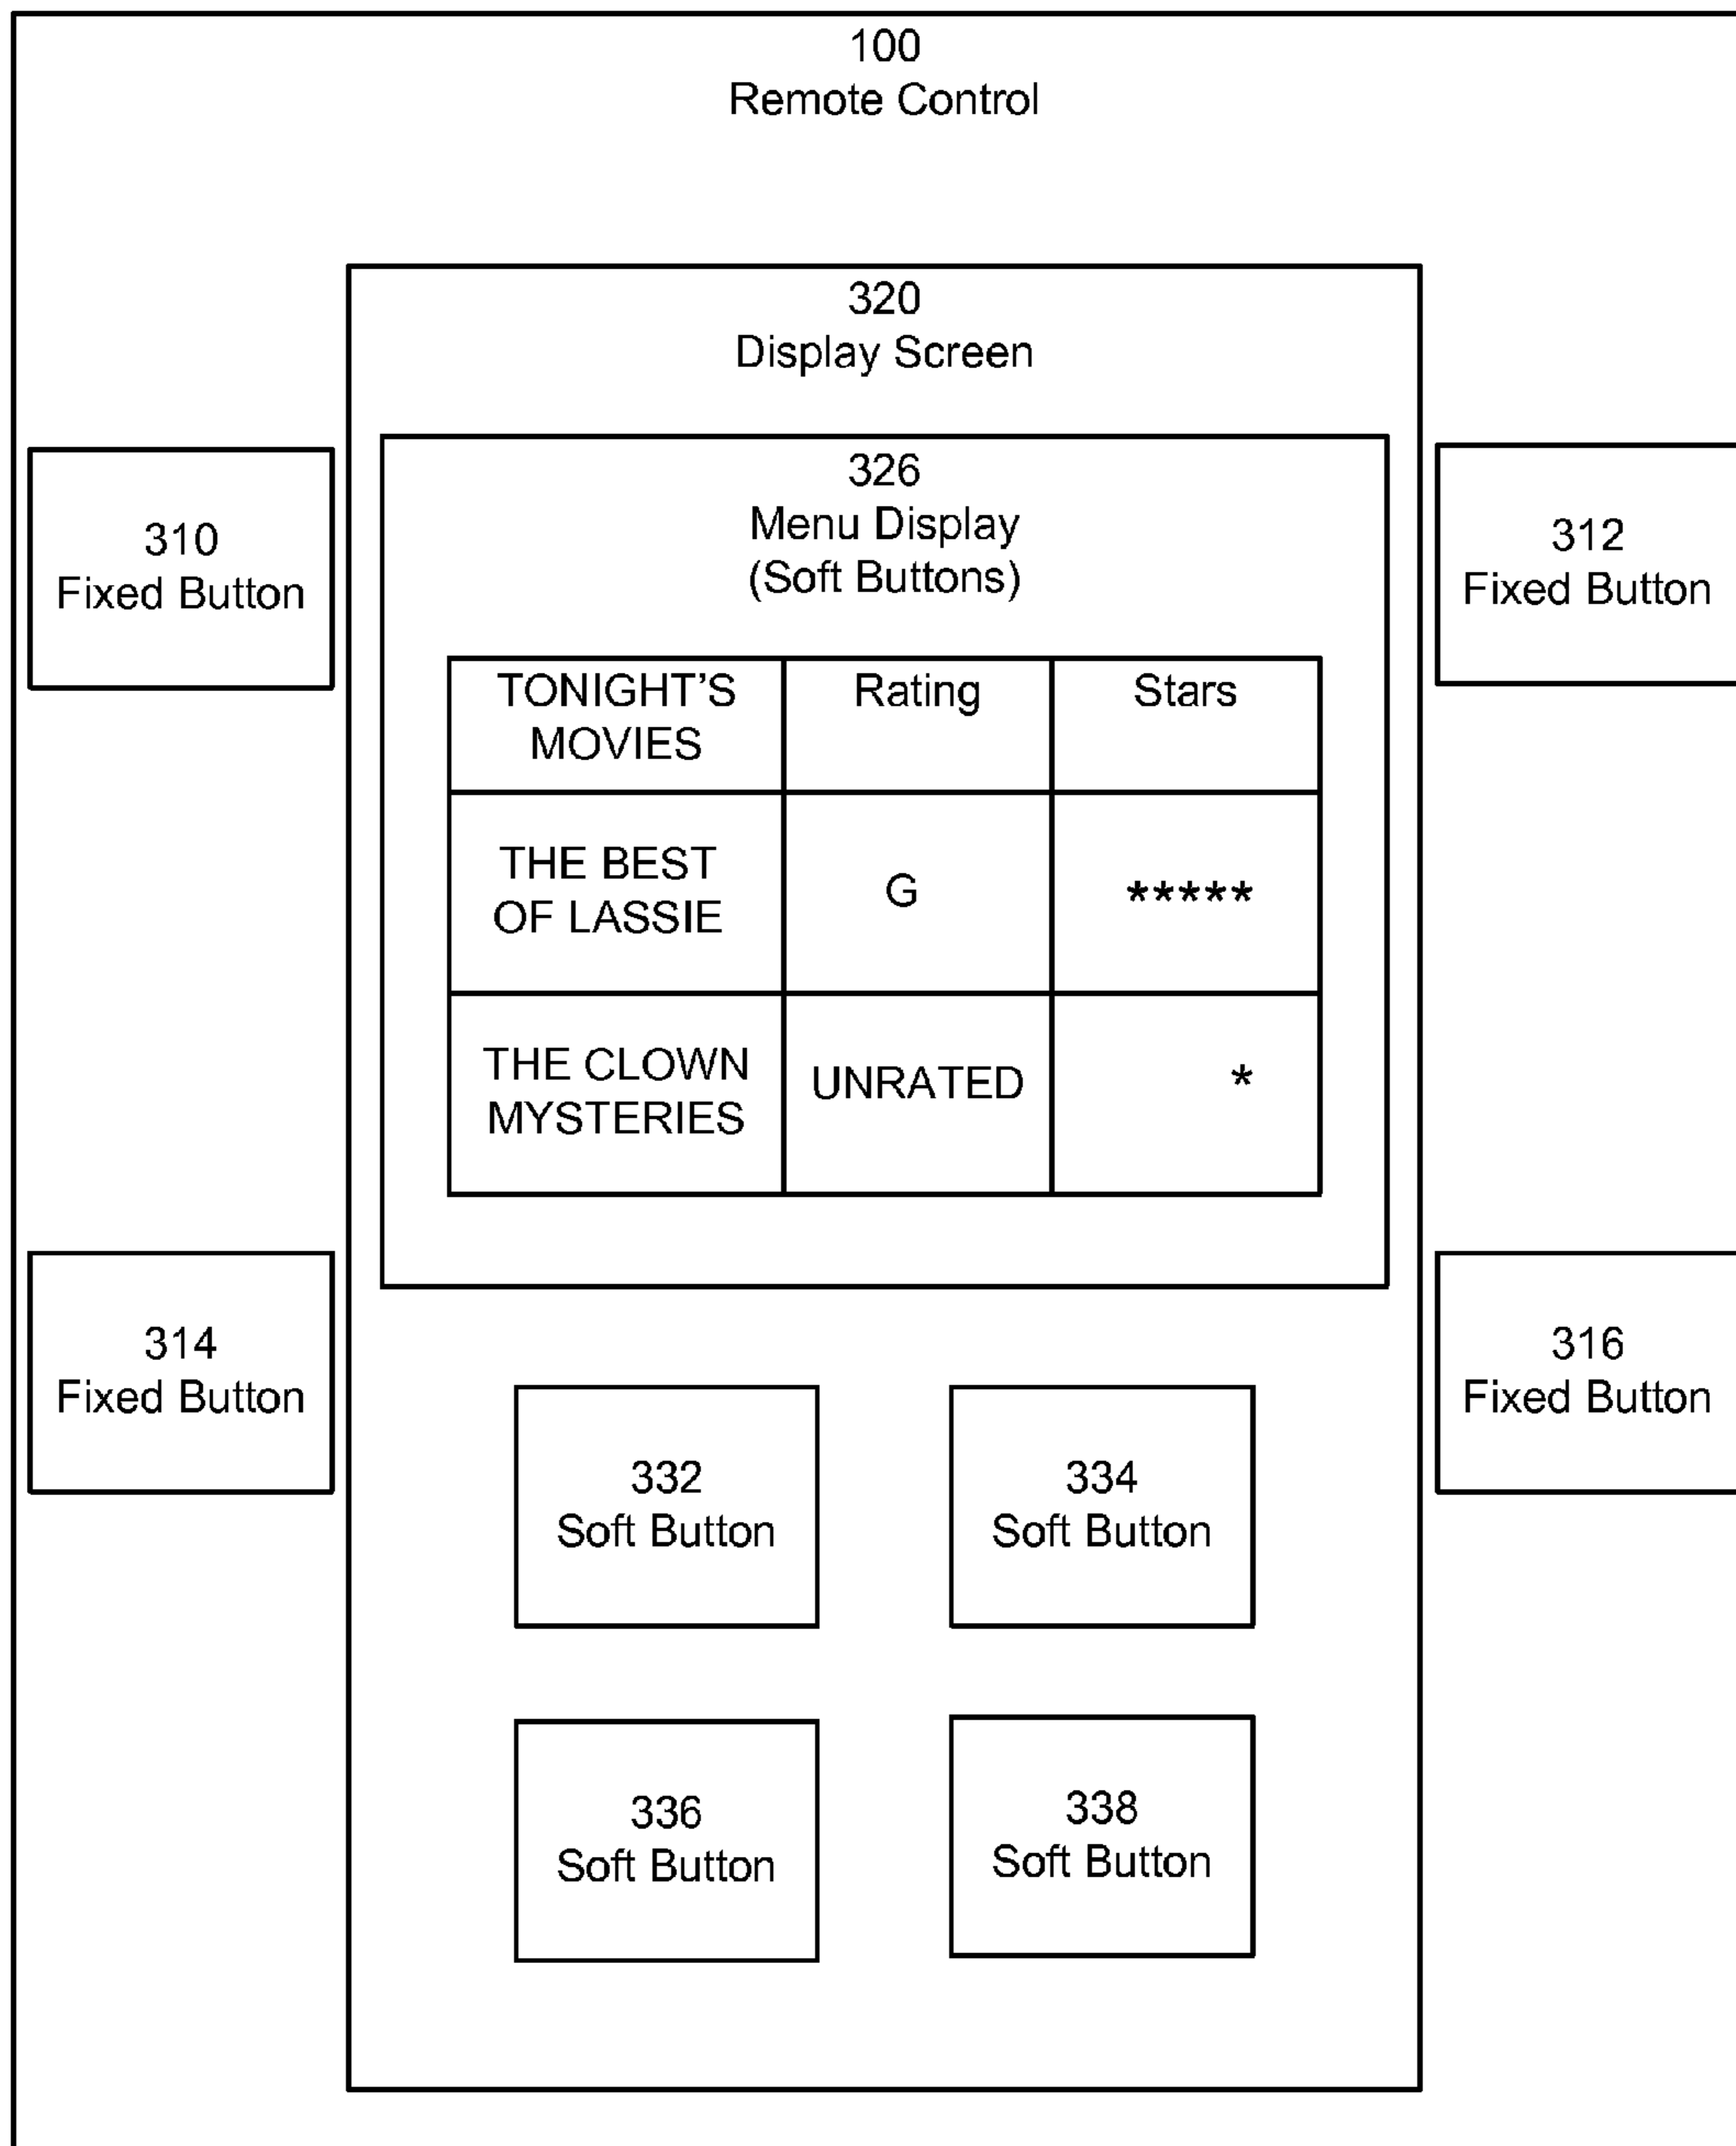 100
Remote Control
320
Display Screen
326
Menu Display
(Soft Buttons)
310
Fixed Button
312
Fixed Button
TONIGHT'S
MOVIES
Rating
Stars
THE BEST
OF LASSIE
G
*****
THE CLOWN
MYSTERIES
UNRATED
*
314
Fixed Button
316
Fixed Button
332
Soft Button
334
Soft Button
336
Soft Button
338
Soft Button